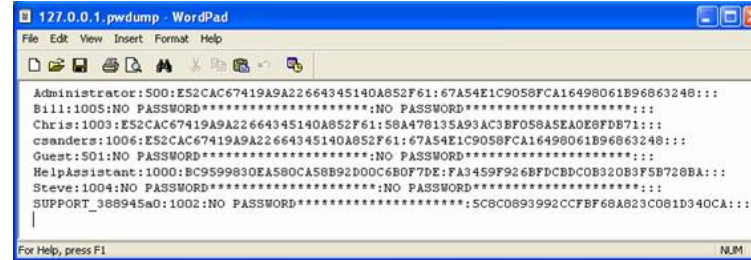 127.0.0.1.pwdump - WordPad
File Edit View Insert Format Help
Administrator:500:E52CAC67419A9A22664345140A852F61:67A54E1C9058FCA16498061B96863248:::
Bill:1005:NO PASSWORD*********************:NO PASSWORD*********************:::
Chris:1003:E52CAC67419A9A22664345140A852F61:58A478135A93AC3BF058A5EA0E8FDB71:::
csanders:1006:E52CAC67419A9A22664345140A852F61:67A54E1C9058FCA16498061B96863248:::
Guest:501:NO PASSWORD*********************:NO PASSWORD*********************:::
HelpAssistant:1000:BC9599830EA580CA58B92D00C6B0F7DE:FA3459F926BFDCBDC0B320B3F5B728BA:::
Steve:1004:NO PASSWORD*********************:NO PASSWORD*********************:::
SUPPORT_388945a0:1002:NO PASSWORD*********************:5C8C0893992CCFBF68A823C081D340CA:::
For Help, press F1 NUM